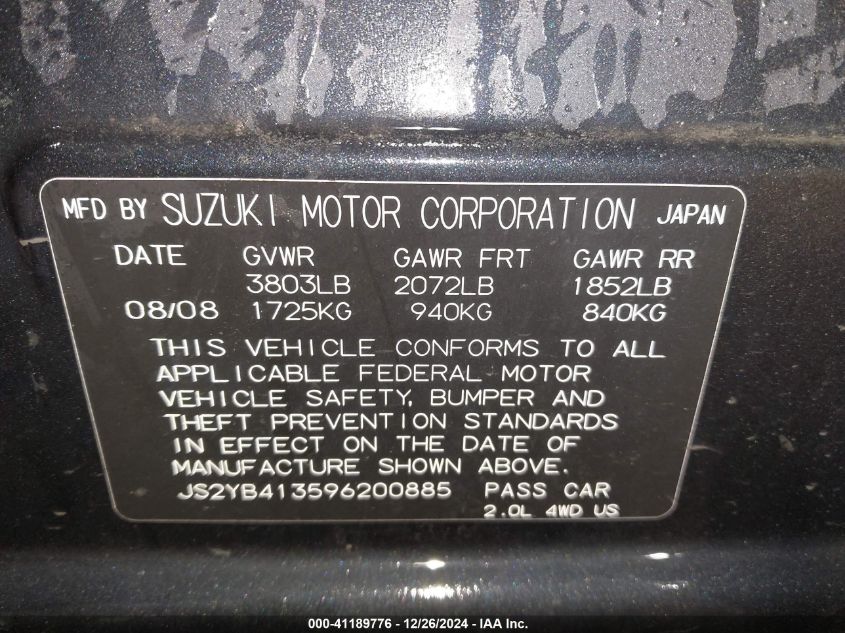 MFD BY SUZUKI MOTOR CORPORATION JAPAN
DATE GVWR GAWR FRT GAWR RR
3803LB 2072LB 1852LB
08/08 1725KG 940KG 840KG
THIS VEHICLE CONFORMS TO ALL
APPLICABLE FEDERAL MOTOR
VEHICLE SAFETY, BUMPER AND
THEFT PREVENTION STANDARDS
IN EFFECT ON THE DATE OF
MANUFACTURE SHOWN ABOVE.
JS2YB413596200885 PASS CAR
2.0L 4WD US
000-41189776 - 12/26/2024 - IAA Inc.